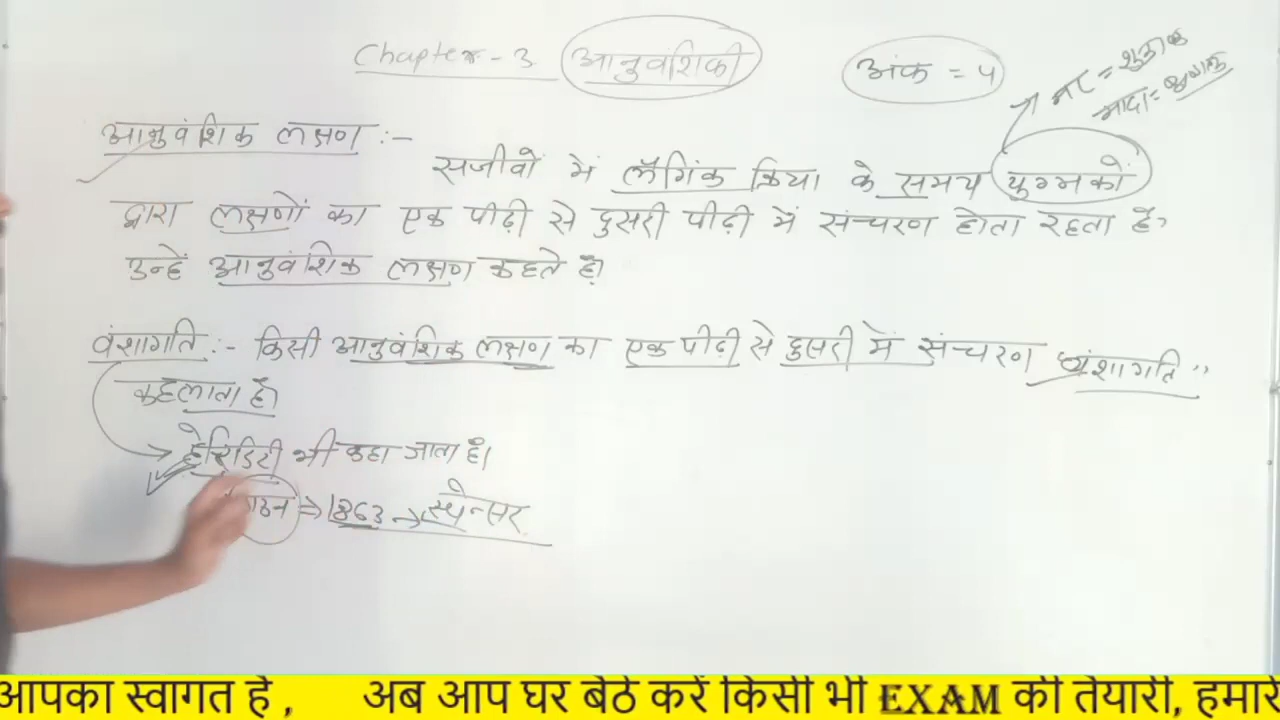 Chapter - 3 आनुवंशिकी
अंक = 5
नर = शुक्राणु
मादा = अण्डाणु
आनुवंशिक लक्षण :-
सजीवों में लैंगिंक क्रिया के समय युग्मकों
द्वारा लक्षणों का एक पीढ़ी से दुसरी पीढ़ी में संच्चरण होता रहता है,
उन्हें आनुवंशिक लक्षण कहते है।
वंशागति :- किसी आनुवंशिक लक्षण का एक पीढ़ी से दुसरी में संच्चरण "वंशागति"
कहलाता है।
हेरिडिटी भी कहा जाता है।
⇒ 1863 → स्पेन्सर
आपका स्वागत है , अब आप घर बैठे करें किसी भी EXAM की तैयारी, हमारे